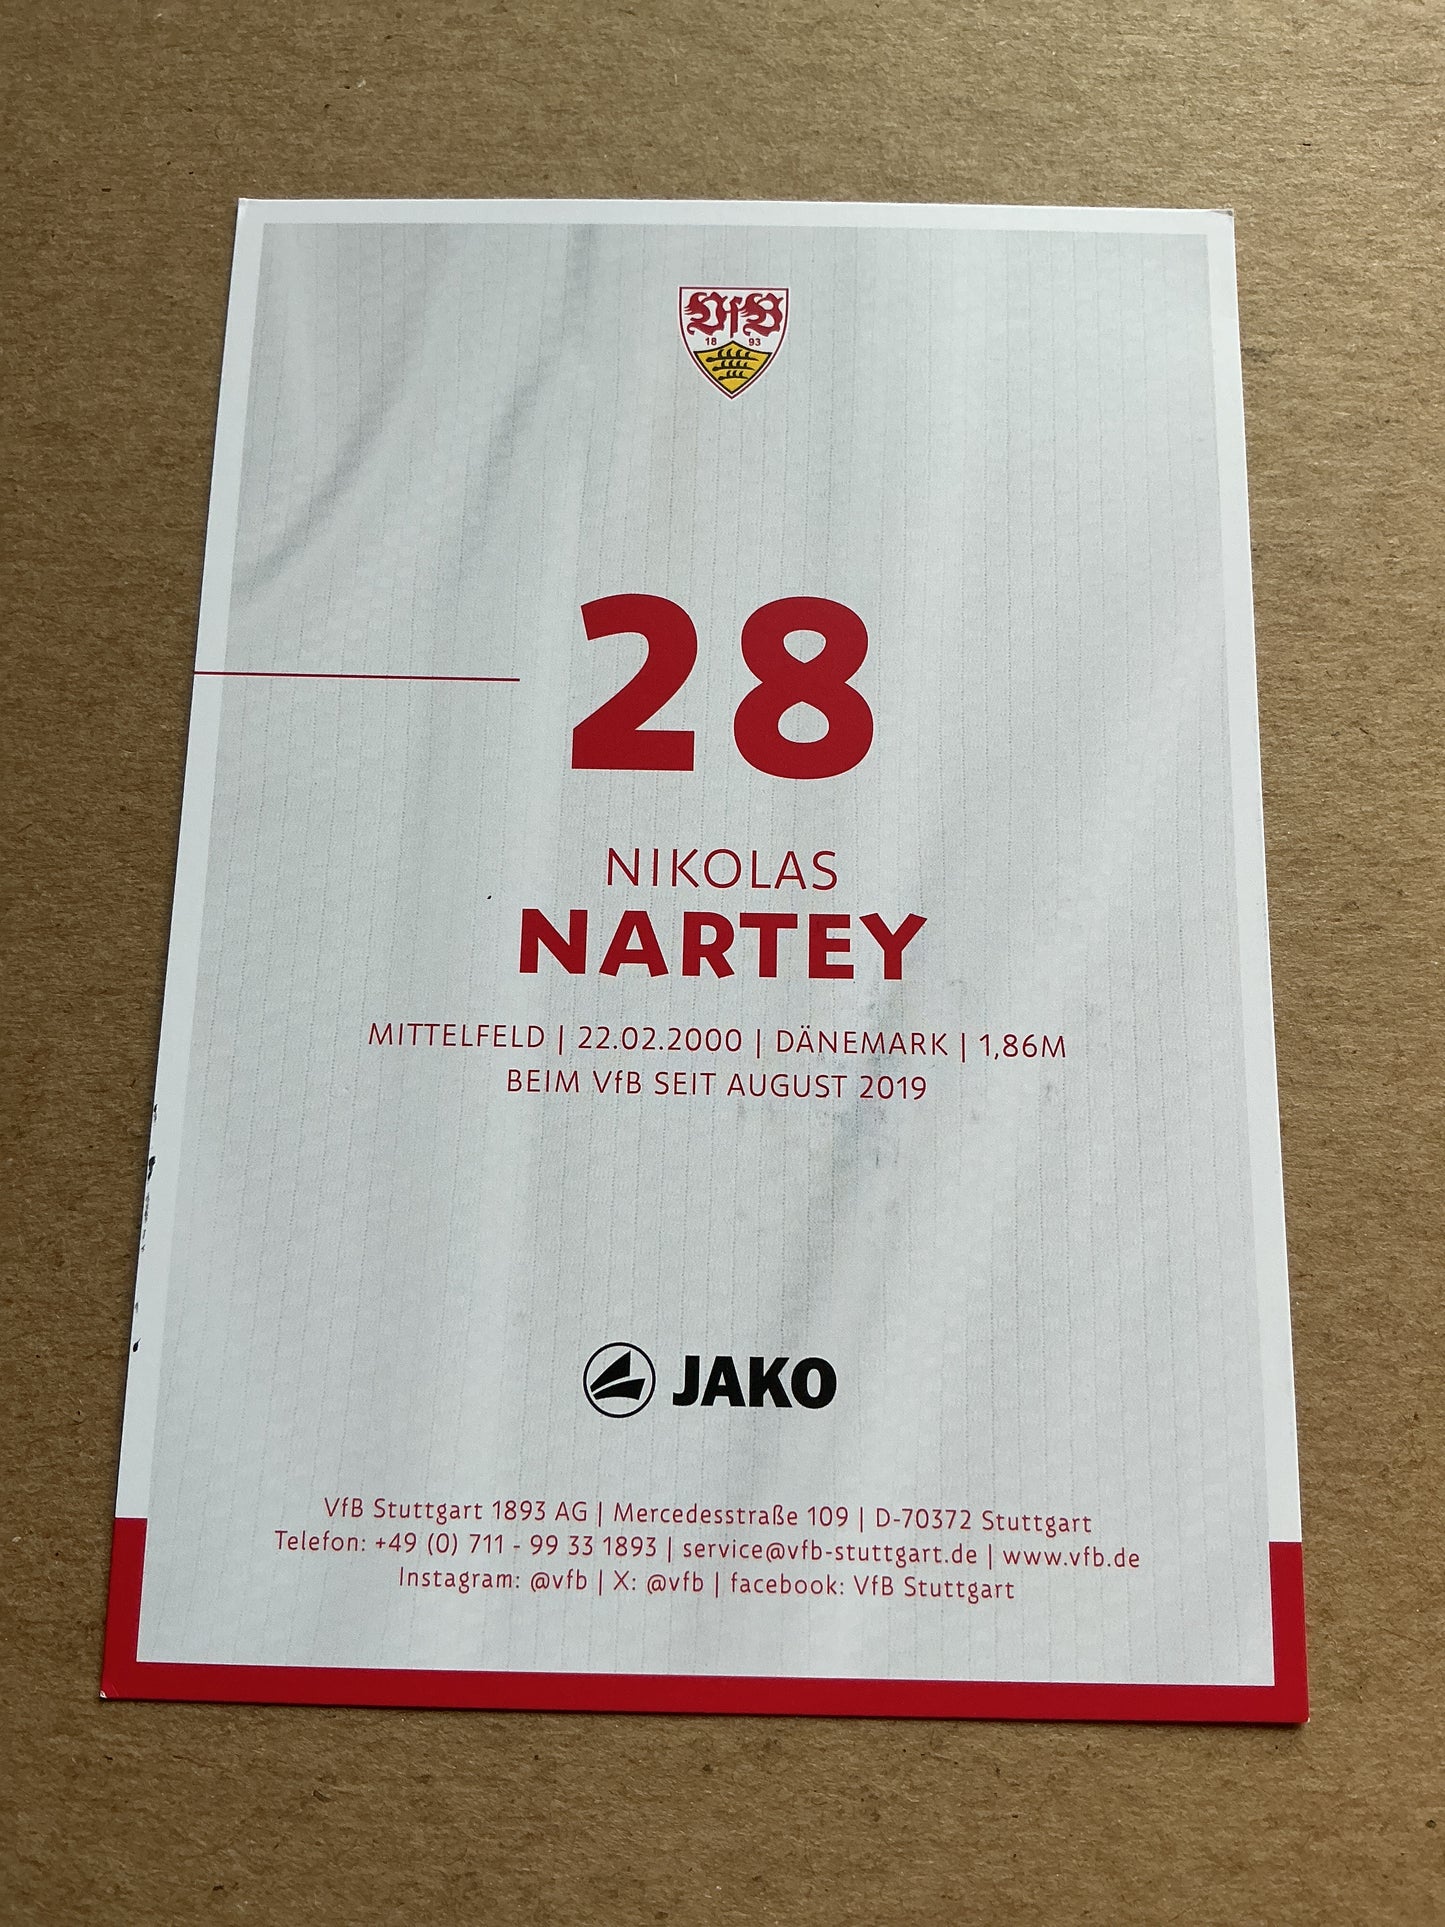 VfB
18 93
28
NIKOLAS
NARTEY
MITTELFELD | 22.02.2000 | DÄNEMARK | 1,86M
BEIM VfB SEIT AUGUST 2019
JAKO
VfB Stuttgart 1893 AG | Mercedesstraße 109 | D-70372 Stuttgart
Telefon: +49 (0) 711 - 99 33 1893 | service@vfb-stuttgart.de | www.vfb.de
Instagram: @vfb | X: @vfb | facebook: VfB Stuttgart